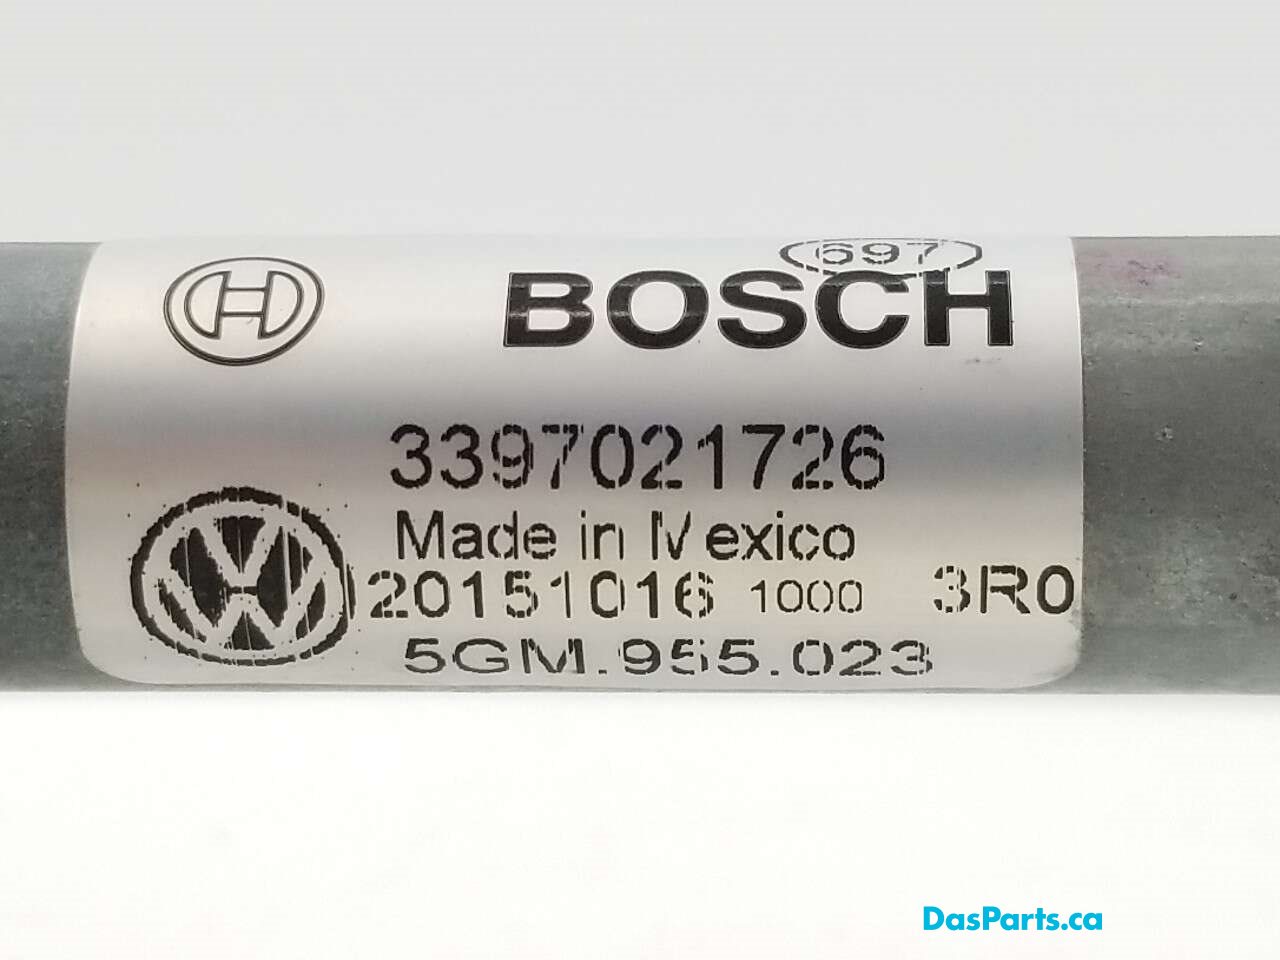 697
BOSCH
3397021726
Made in Mexico
20151016 1000 3R0
5GM.955.023
DasParts.ca